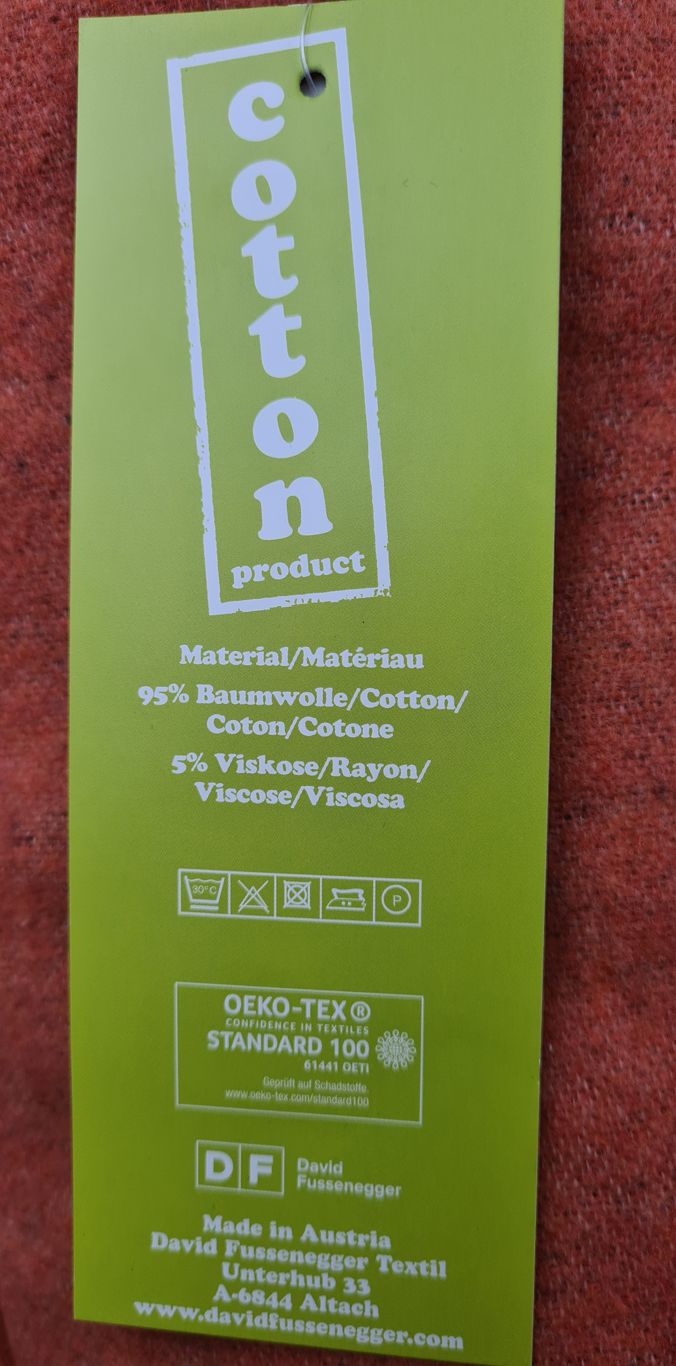 cotton
product
Material/Matériau
95% Baumwolle/Cotton/
Coton/Cotone
5% Viskose/Rayon/
Viscose/Viscosa
30°C P
OEKO-TEX®
CONFIDENCE IN TEXTILES
STANDARD 100
61441 OETI
Geprüft auf Schadstoffe.
www.oeko-tex.com/standard100
DF David
Fussenegger
Made in Austria
David Fussenegger Textil
Unterhub 33
A-6844 Altach
www.davidfussenegger.com